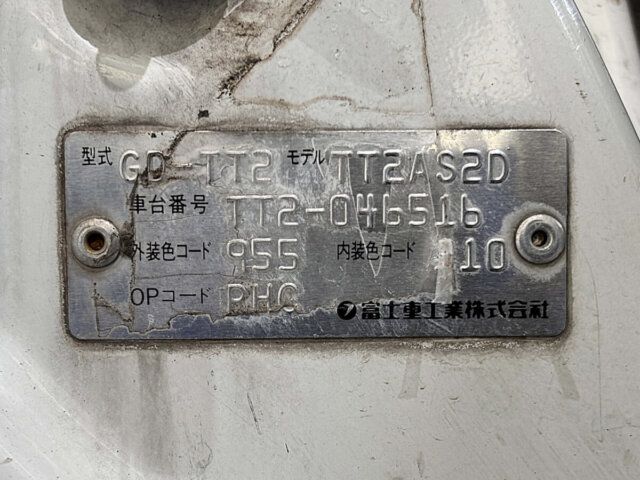 型式 GD-TT2 モデル TT2AS2D
車台番号 TT2-046516
外装色コード 955 内装色コード 410
OPコード PHC
富士重工業株式会社